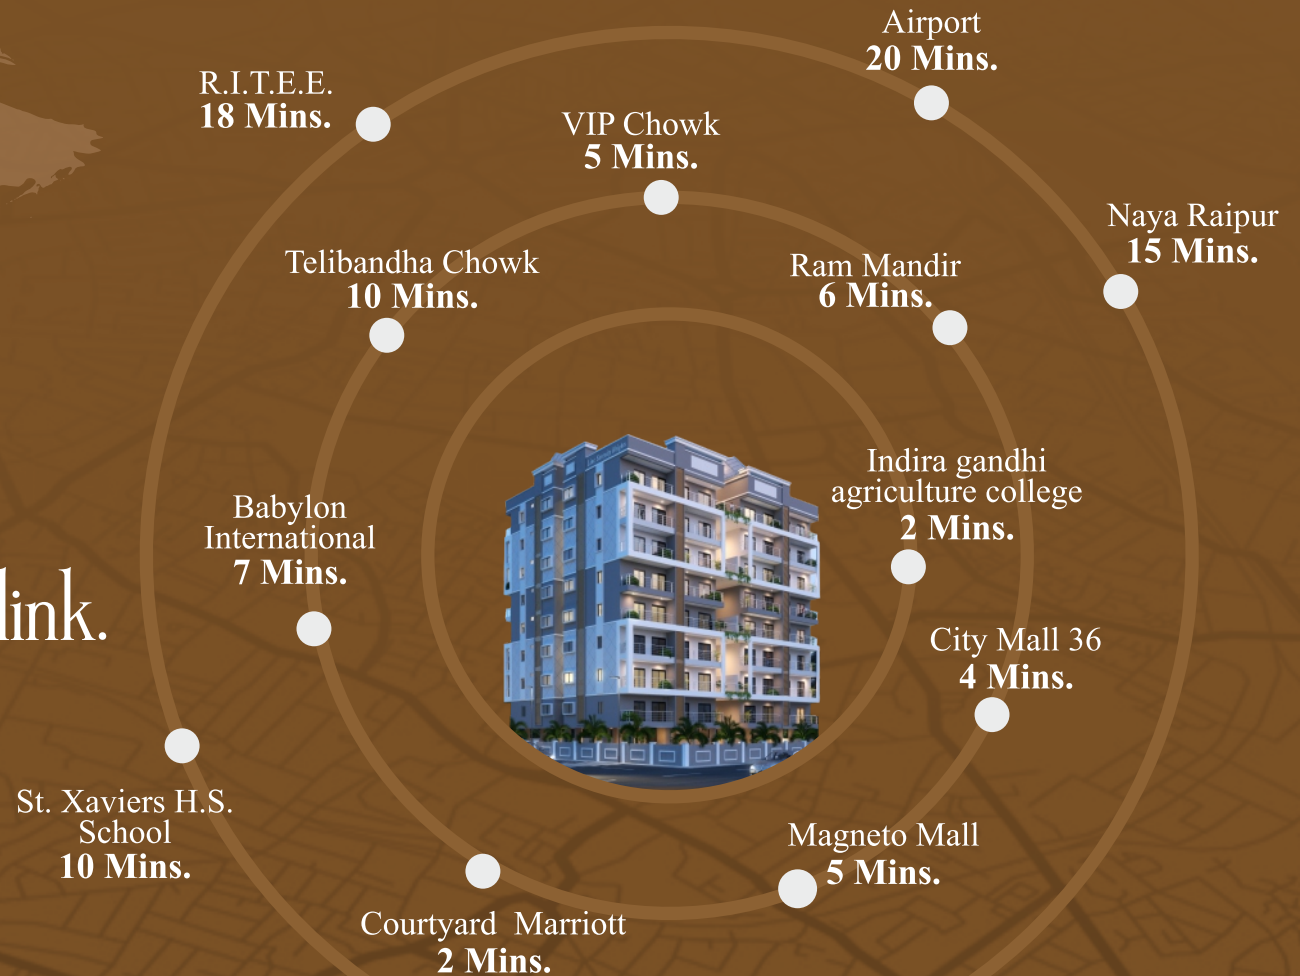 Airport
20 Mins.
R.I.T.E.E.
18 Mins.
VIP Chowk
5 Mins.
Naya Raipur
15 Mins.
Telibandha Chowk
10 Mins.
Ram Mandir
6 Mins.
Indira gandhi
agriculture college
2 Mins.
Babylon
International
7 Mins.
link.
City Mall 36
4 Mins.
St. Xaviers H.S.
School
10 Mins.
Magneto Mall
5 Mins.
Courtyard  Marriott
2 Mins.